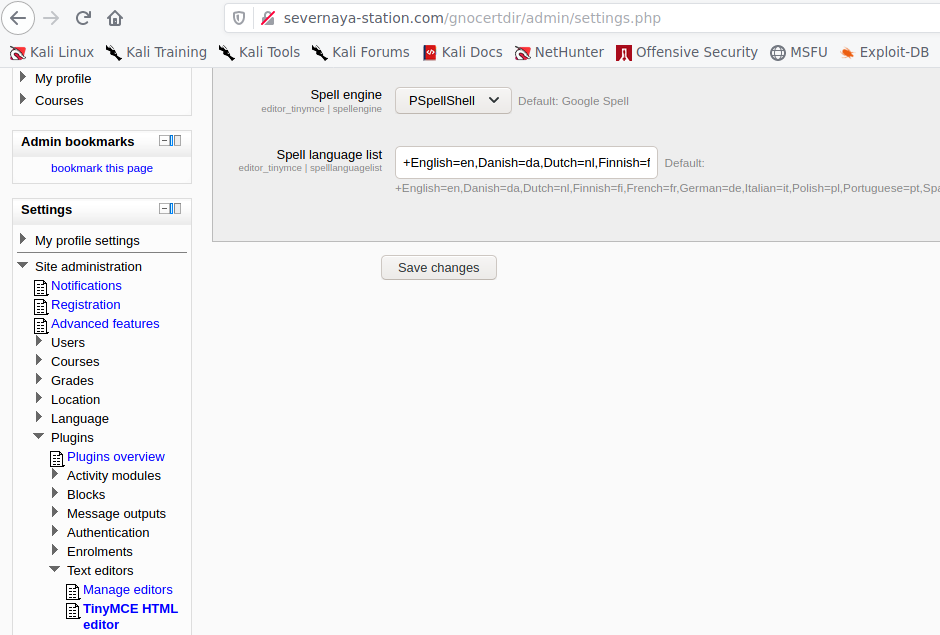 severnaya-station.com/gnocertdir/admin/settings.php
Kali Linux Kali Training Kali Tools Kali Forums Kali Docs NetHunter Offensive Security MSFU Exploit-DB
My profile
Courses
Admin bookmarks
bookmark this page
Settings
My profile settings
Site administration
Notifications
Registration
Advanced features
Users
Courses
Grades
Location
Language
Plugins
Plugins overview
Activity modules
Blocks
Message outputs
Authentication
Enrolments
Text editors
Manage editors
TinyMCE HTML
editor
Spell engine
editor_tinymce | spellengine
PSpellShell
Default: Google Spell
Spell language list
editor_tinymce | spelllanguagelist
+English=en,Danish=da,Dutch=nl,Finnish=f
Default:
+English=en,Danish=da,Dutch=nl,Finnish=fi,French=fr,German=de,Italian=it,Polish=pl,Portuguese=pt,Spa
Save changes